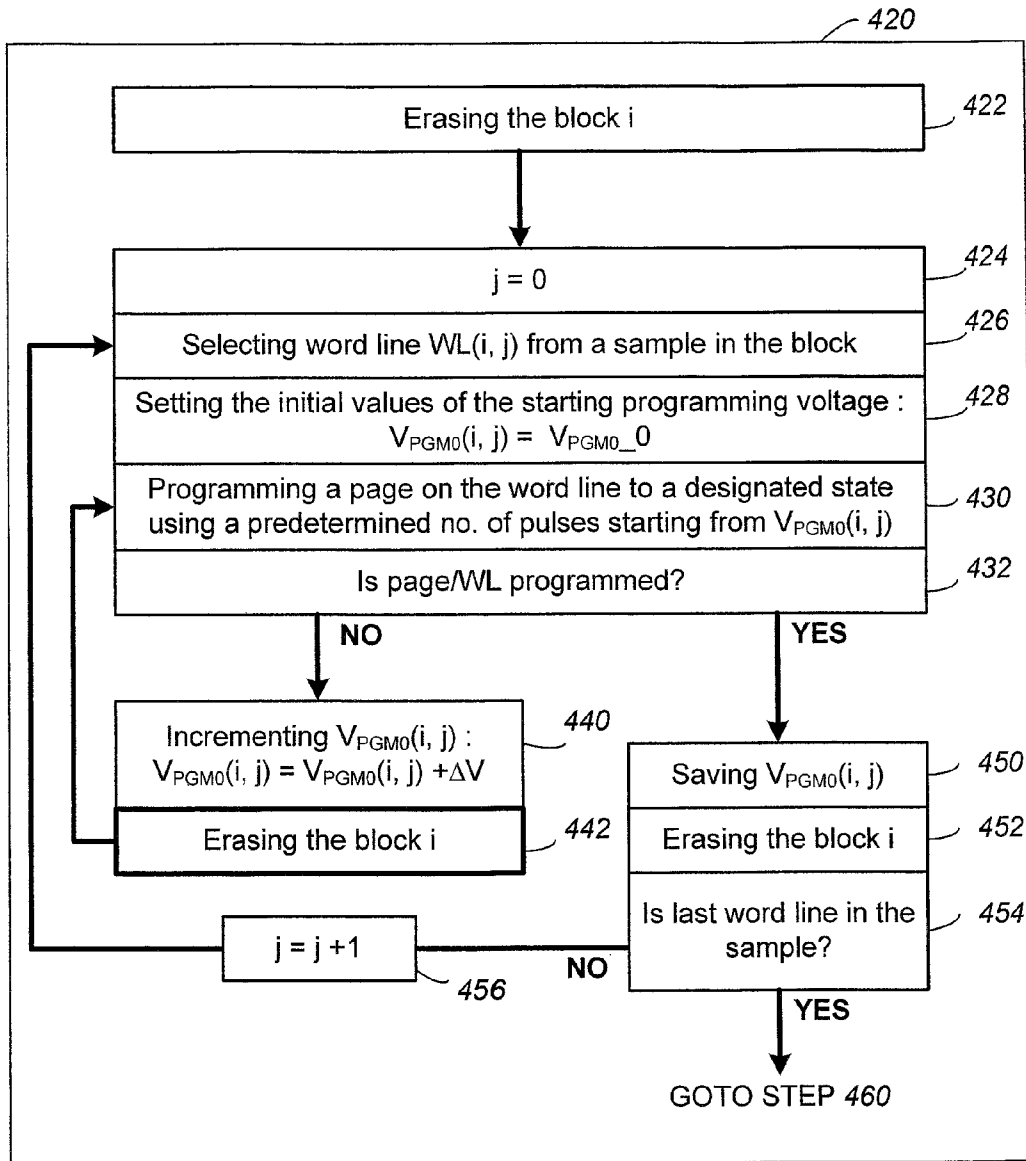 420
Erasing the block i
422
j = 0
424
Selecting word line WL(i, j) from a sample in the block
426
Setting the initial values of the starting programming voltage :
VPGM0(i, j) = VPGM0_0
428
Programming a page on the word line to a designated state
using a predetermined no. of pulses starting from VPGM0(i, j)
430
Is page/WL programmed?
432
NO
YES
Incrementing VPGM0(i, j) :
VPGM0(i, j) = VPGM0(i, j) +ΔV
440
Erasing the block i
442
Saving VPGM0(i, j)
450
Erasing the block i
452
Is last word line in the
sample?
454
j = j +1
456
NO
YES
GOTO STEP 460